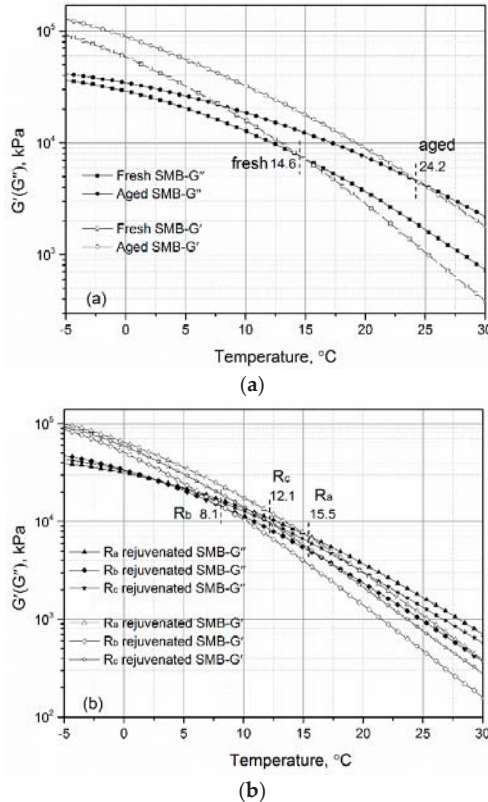 10⁵
10⁴
10³
G'(G''), kPa
fresh 14.6
aged
24.2
Fresh SMB-G''
Aged SMB-G''
Fresh SMB-G'
Aged SMB-G'
(a)
-5 0 5 10 15 20 25 30
Temperature, °C
(a)
10⁵
10⁴
10³
10²
G'(G''), kPa
Rc
12.1
Ra
15.5
Rb 8.1
Ra rejuvenated SMB-G''
Rb rejuvenated SMB-G''
Rc rejuvenated SMB-G''
Ra rejuvenated SMB-G'
Rb rejuvenated SMB-G'
Rc rejuvenated SMB-G'
(b)
-5 0 5 10 15 20 25 30
Temperature, °C
(b)